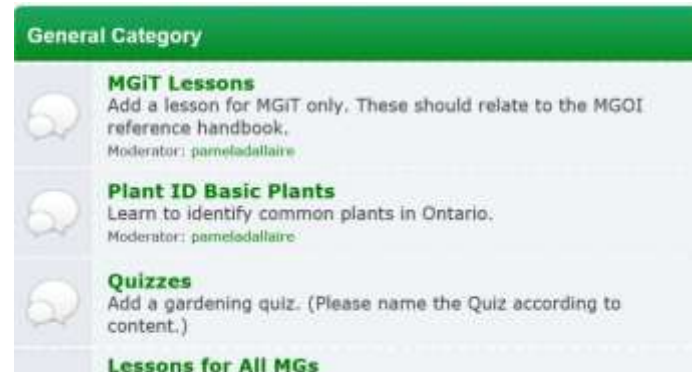 General Category
MGiT Lessons
Add a lesson for MGiT only. These should relate to the MGOI
reference handbook.
Moderator: pameladallaire
Plant ID Basic Plants
Learn to identify common plants in Ontario.
Moderator: pameladallaire
Quizzes
Add a gardening quiz. (Please name the Quiz according to
content.)
Lessons for All MGs